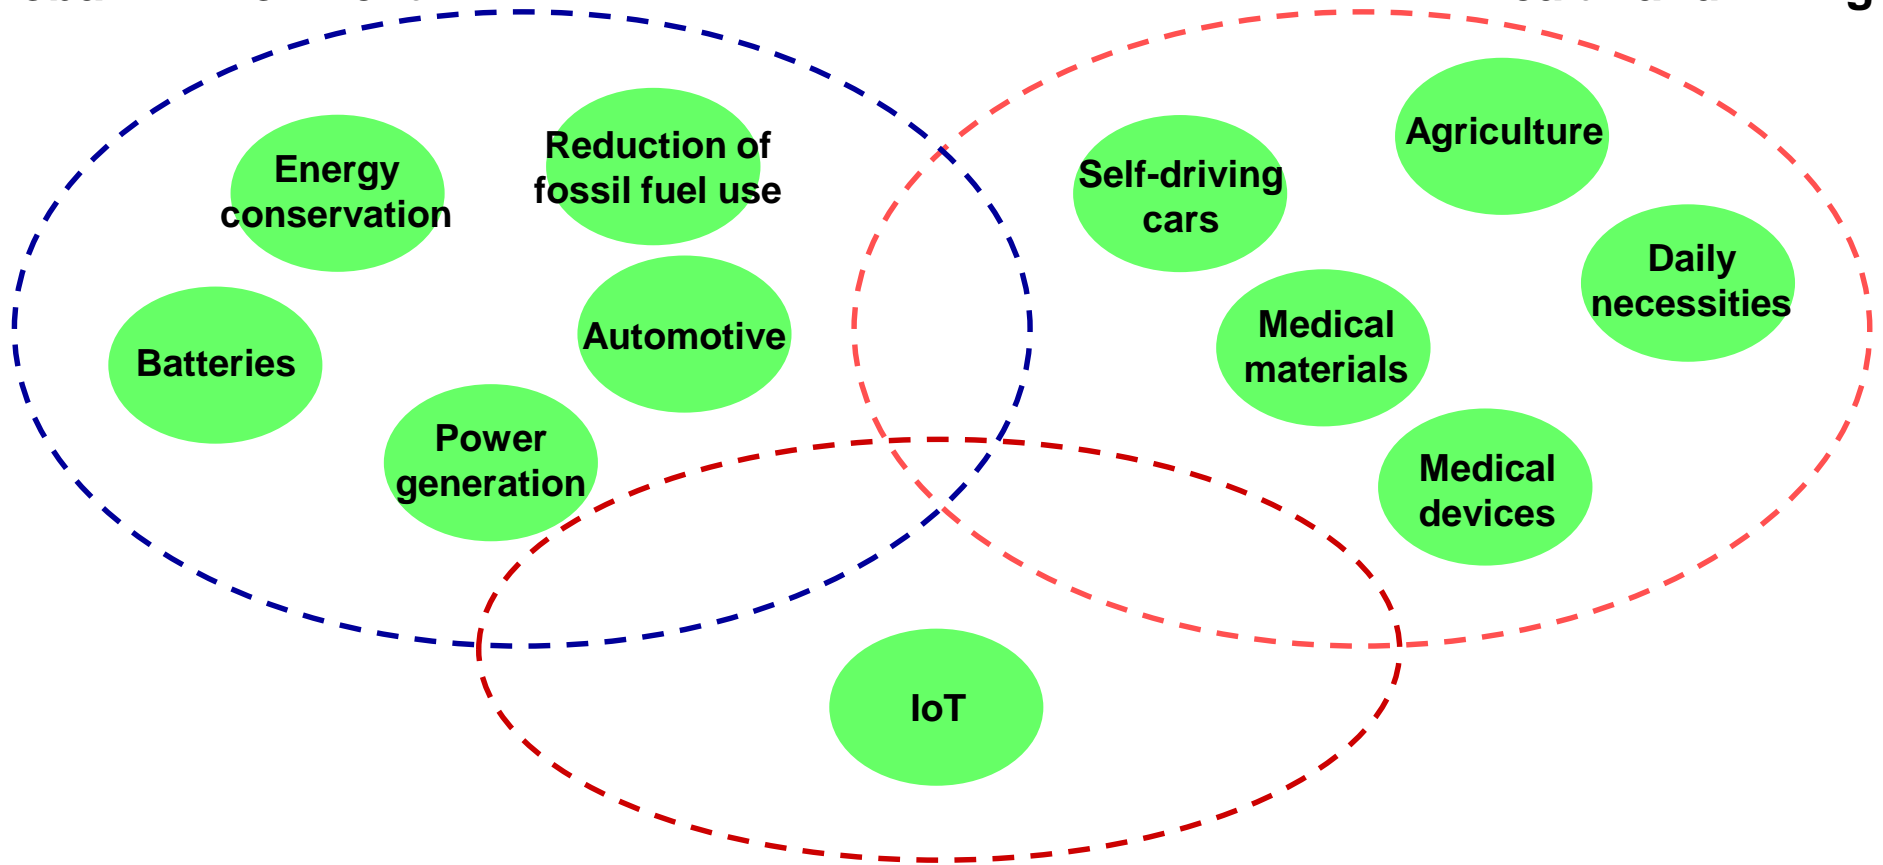 Energy
conservation
Reduction of
fossil fuel use
Batteries
Automotive
Power
generation
Self-driving
cars
Agriculture
Daily
necessities
Medical
materials
Medical
devices
IoT